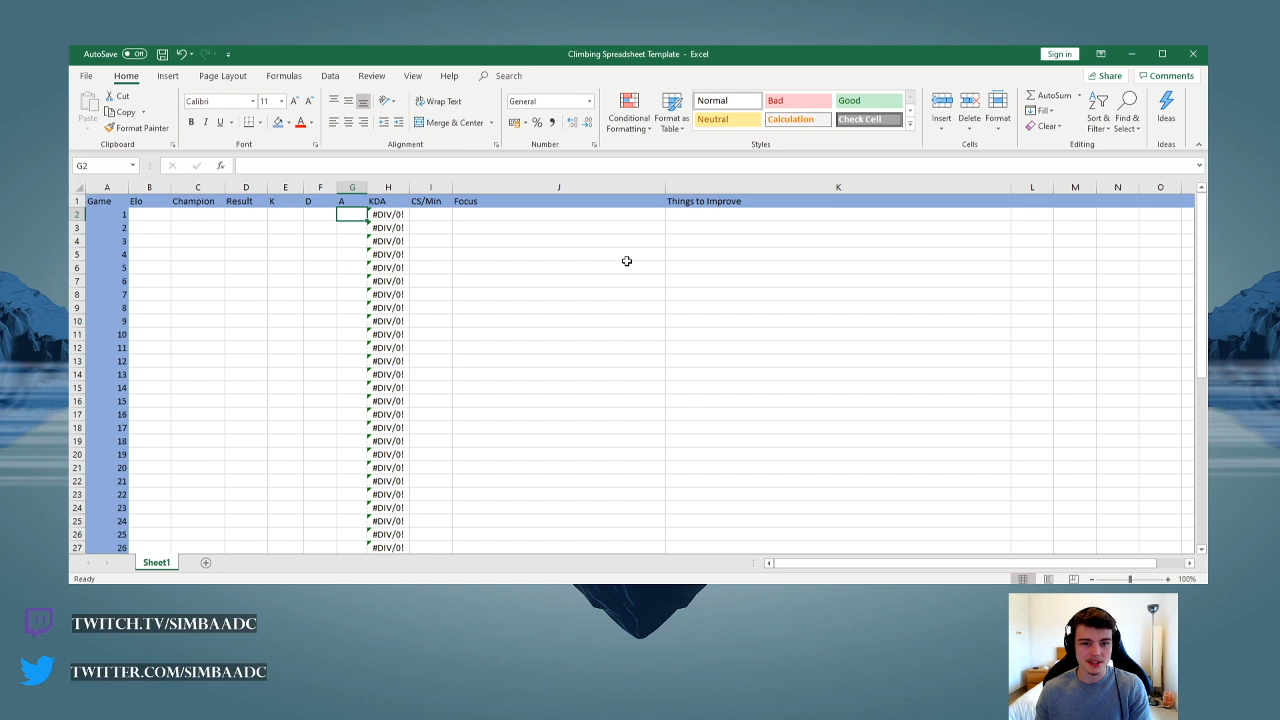 AutoSave Off Climbing Spreadsheet Template - Excel Sign in
File Home Insert Page Layout Formulas Data Review View Help Search Share Comments
Paste Cut Copy Format Painter Clipboard
Calibri 11 A A B I U A Font
Wrap Text Merge & Center Alignment
General % , Number
Conditional Formatting Format as Table Normal Bad Good Neutral Calculation Check Cell Styles
Insert Delete Format Cells
AutoSum Fill Clear Sort & Filter Find & Select Editing
Ideas Ideas
G2 fx
A B C D E F G H I J K L M N O
1 Game Elo Champion Result K D A KDA CS/Min Focus Things to Improve
2 1 #DIV/0!
3 2 #DIV/0!
4 3 #DIV/0!
5 4 #DIV/0!
6 5 #DIV/0!
7 6 #DIV/0!
8 7 #DIV/0!
9 8 #DIV/0!
10 9 #DIV/0!
11 10 #DIV/0!
12 11 #DIV/0!
13 12 #DIV/0!
14 13 #DIV/0!
15 14 #DIV/0!
16 15 #DIV/0!
17 16 #DIV/0!
18 17 #DIV/0!
19 18 #DIV/0!
20 19 #DIV/0!
21 20 #DIV/0!
22 21 #DIV/0!
23 22 #DIV/0!
24 23 #DIV/0!
25 24 #DIV/0!
26 25 #DIV/0!
27 26 #DIV/0!
Sheet1
Ready 100%
TWITCH.TV/SIMBAADC
TWITTER.COM/SIMBAADC